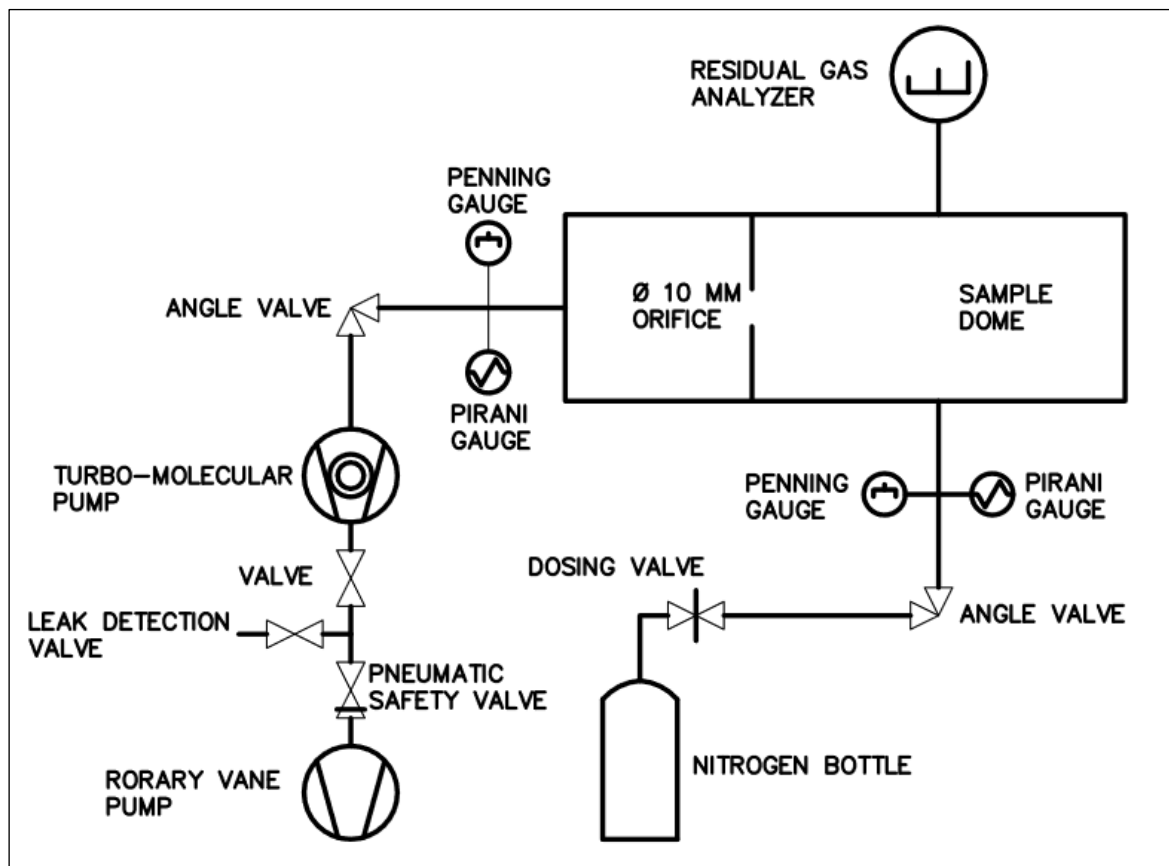 RESIDUAL GAS
ANALYZER
PENNING
GAUGE
ANGLE VALVE
Ø 10 MM
ORIFICE
SAMPLE
DOME
PIRANI
GAUGE
TURBO-MOLECULAR
PUMP
PENNING
GAUGE
PIRANI
GAUGE
VALVE
DOSING VALVE
LEAK DETECTION
VALVE
ANGLE VALVE
PNEUMATIC
SAFETY VALVE
RORARY VANE
PUMP
NITROGEN BOTTLE